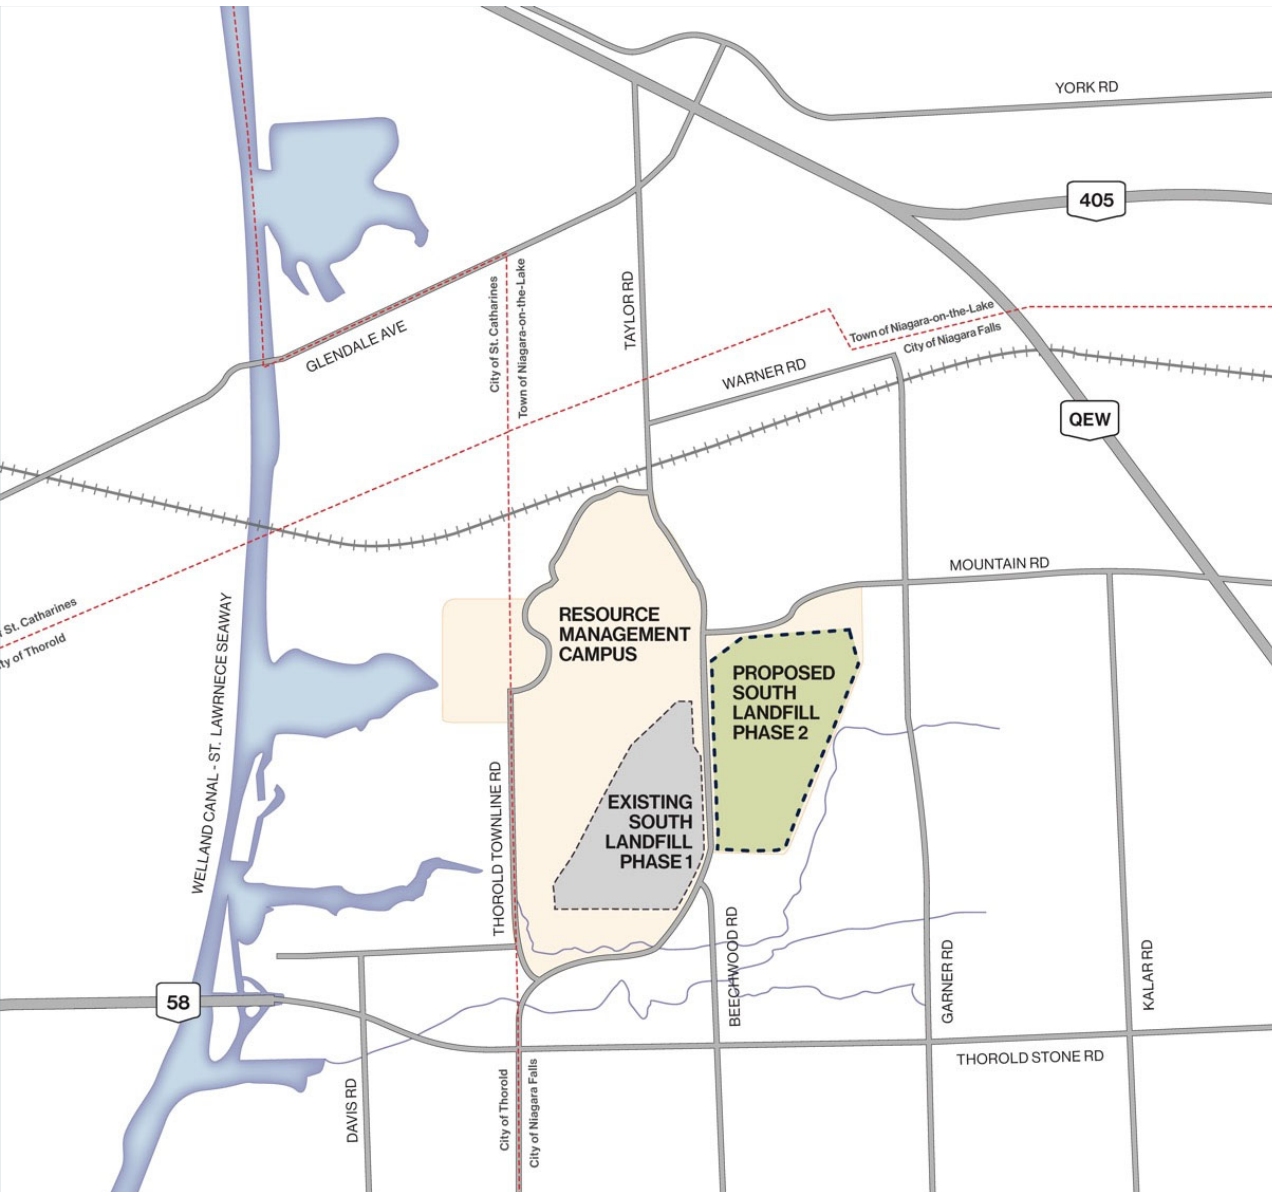 YORK RD
405
TAYLOR RD
City of St. Catharines
Town of Niagara-on-the-Lake
GLENDALE AVE
Town of Niagara-on-the-Lake
City of Niagara Falls
WARNER RD
QEW
MOUNTAIN RD
St. Catharines
of Thorold
WELLAND CANAL - ST. LAWRNECE SEAWAY
RESOURCE
MANAGEMENT
CAMPUS
PROPOSED
SOUTH
LANDFILL
PHASE 2
EXISTING
SOUTH
LANDFILL
PHASE 1
THOROLD TOWNLINE RD
BEECHWOOD RD
GARNER RD
KALAR RD
58
THOROLD STONE RD
DAVIS RD
City of Thorold
City of Niagara Falls